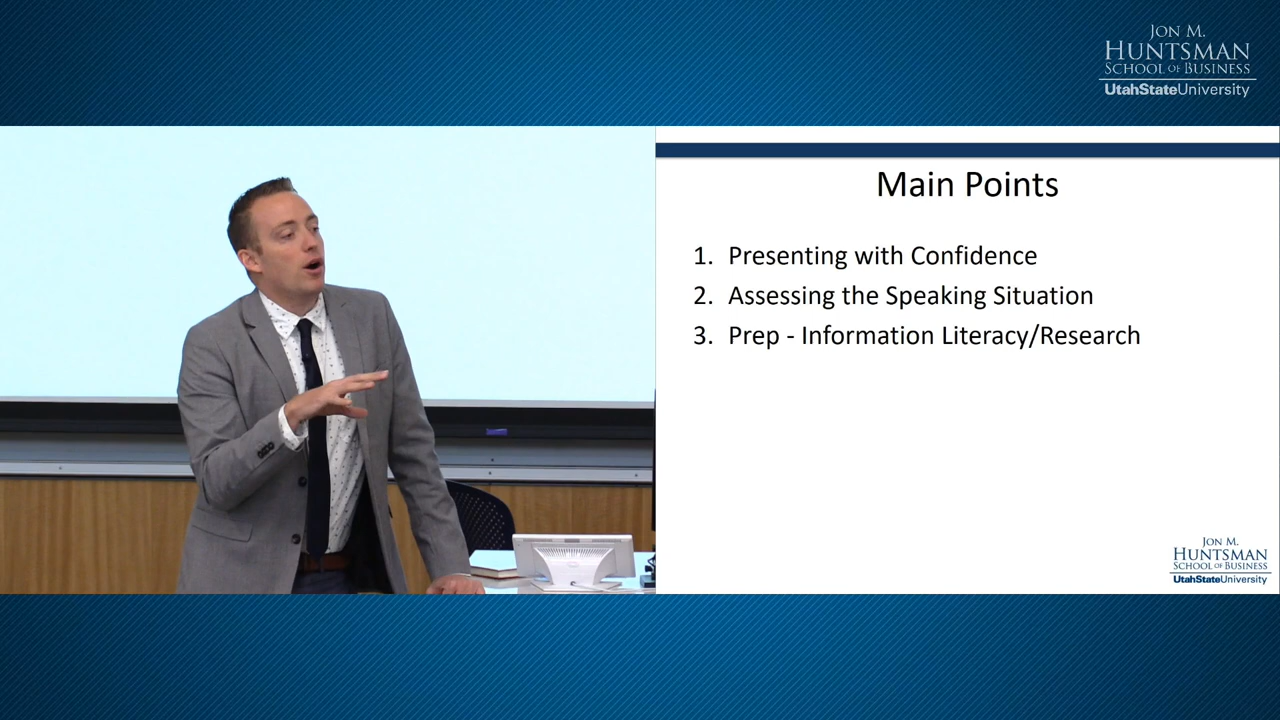 JON M.
HUNTSMAN
SCHOOL OF BUSINESS
UtahStateUniversity
Main Points
1. Presenting with Confidence
2. Assessing the Speaking Situation
3. Prep - Information Literacy/Research
JON M.
HUNTSMAN
SCHOOL OF BUSINESS
UtahStateUniversity